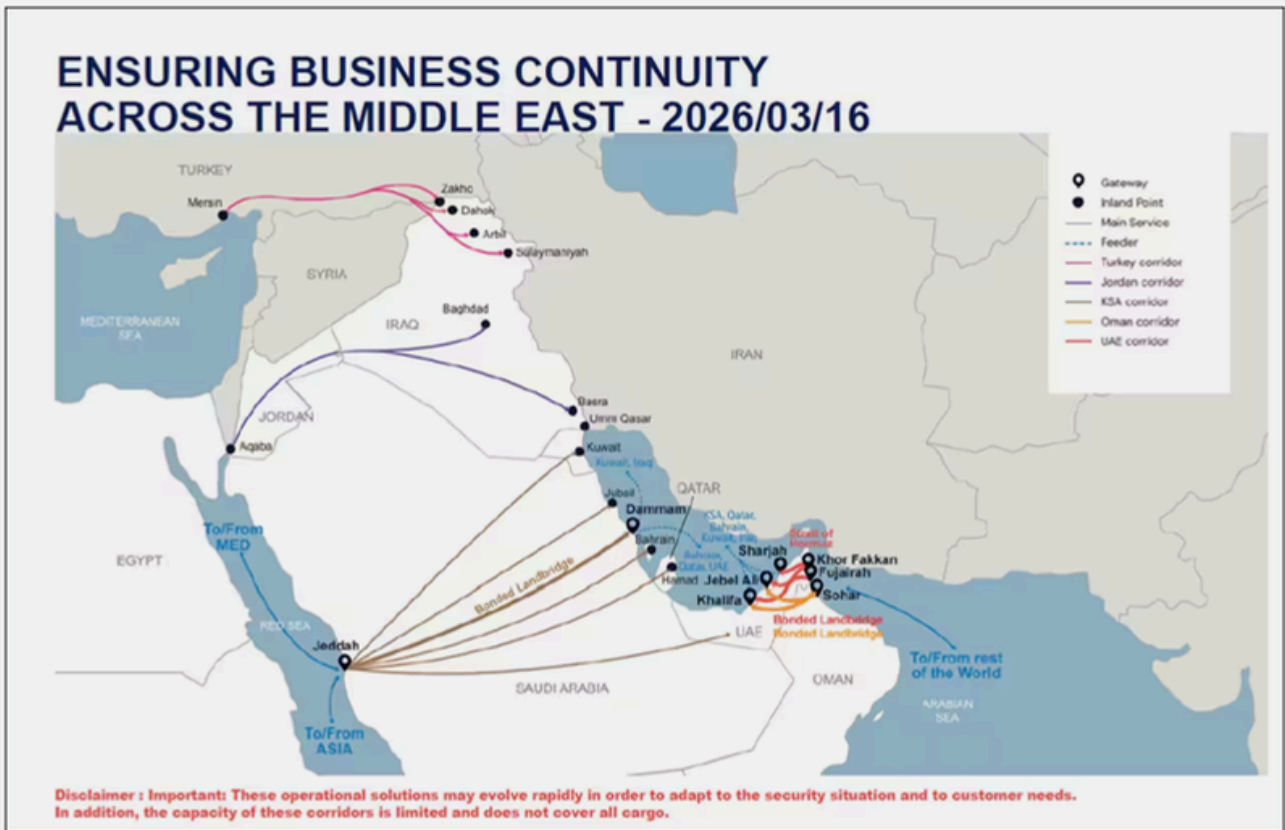 ENSURING BUSINESS CONTINUITY
ACROSS THE MIDDLE EAST - 2026/03/16
TURKEY
Mersin
Zakho
Dahok
Arbil
Sulaymaniyah
SYRIA
MEDITERRANEAN
SEA
IRAQ
Baghdad
IRAN
JORDAN
Aqaba
Basra
Umm Qasar
Kuwait
Kuwait, Iraq
Jubail
QATAR
Dammam
Bahrain
KSA, Qatar,
Bahrain,
Kuwait, Iraq
Bahrain,
Qatar, UAE
Hamad
Strait of
Hormuz
Sharjah
Khor Fakkan
Fujairah
Jebel Ali
Khalifa
Sohar
Bonded Landbridge
Bonded Landbridge
Bonded Landbridge
UAE
EGYPT
To/From
MED
RED SEA
Jeddah
SAUDI ARABIA
OMAN
To/From rest
of the World
ARABIAN
SEA
To/From
ASIA
Gateway
Inland Point
Main Service
Feeder
Turkey corridor
Jordan corridor
KSA corridor
Oman corridor
UAE corridor
Disclaimer : Important: These operational solutions may evolve rapidly in order to adapt to the security situation and to customer needs.
In addition, the capacity of these corridors is limited and does not cover all cargo.